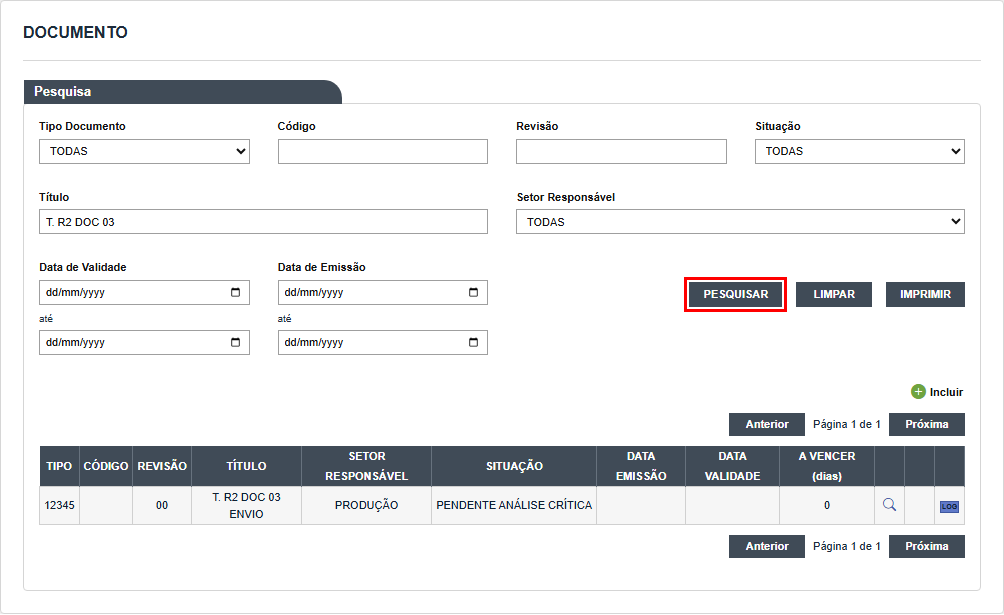 DOCUMENTO
Pesquisa
Tipo Documento Código Revisão Situação
TODAS TODAS
Título Setor Responsável
T. R2 DOC 03 TODAS
Data de Validade Data de Emissão
dd/mm/yyyy dd/mm/yyyy PESQUISAR LIMPAR IMPRIMIR
até até
dd/mm/yyyy dd/mm/yyyy
Incluir
Anterior Página 1 de 1 Próxima
TIPO CÓDIGO REVISÃO TÍTULO SETOR RESPONSÁVEL SITUAÇÃO DATA EMISSÃO DATA VALIDADE A VENCER (dias)
12345 00 T. R2 DOC 03 ENVIO PRODUÇÃO PENDENTE ANÁLISE CRÍTICA 0 LOG
Anterior Página 1 de 1 Próxima